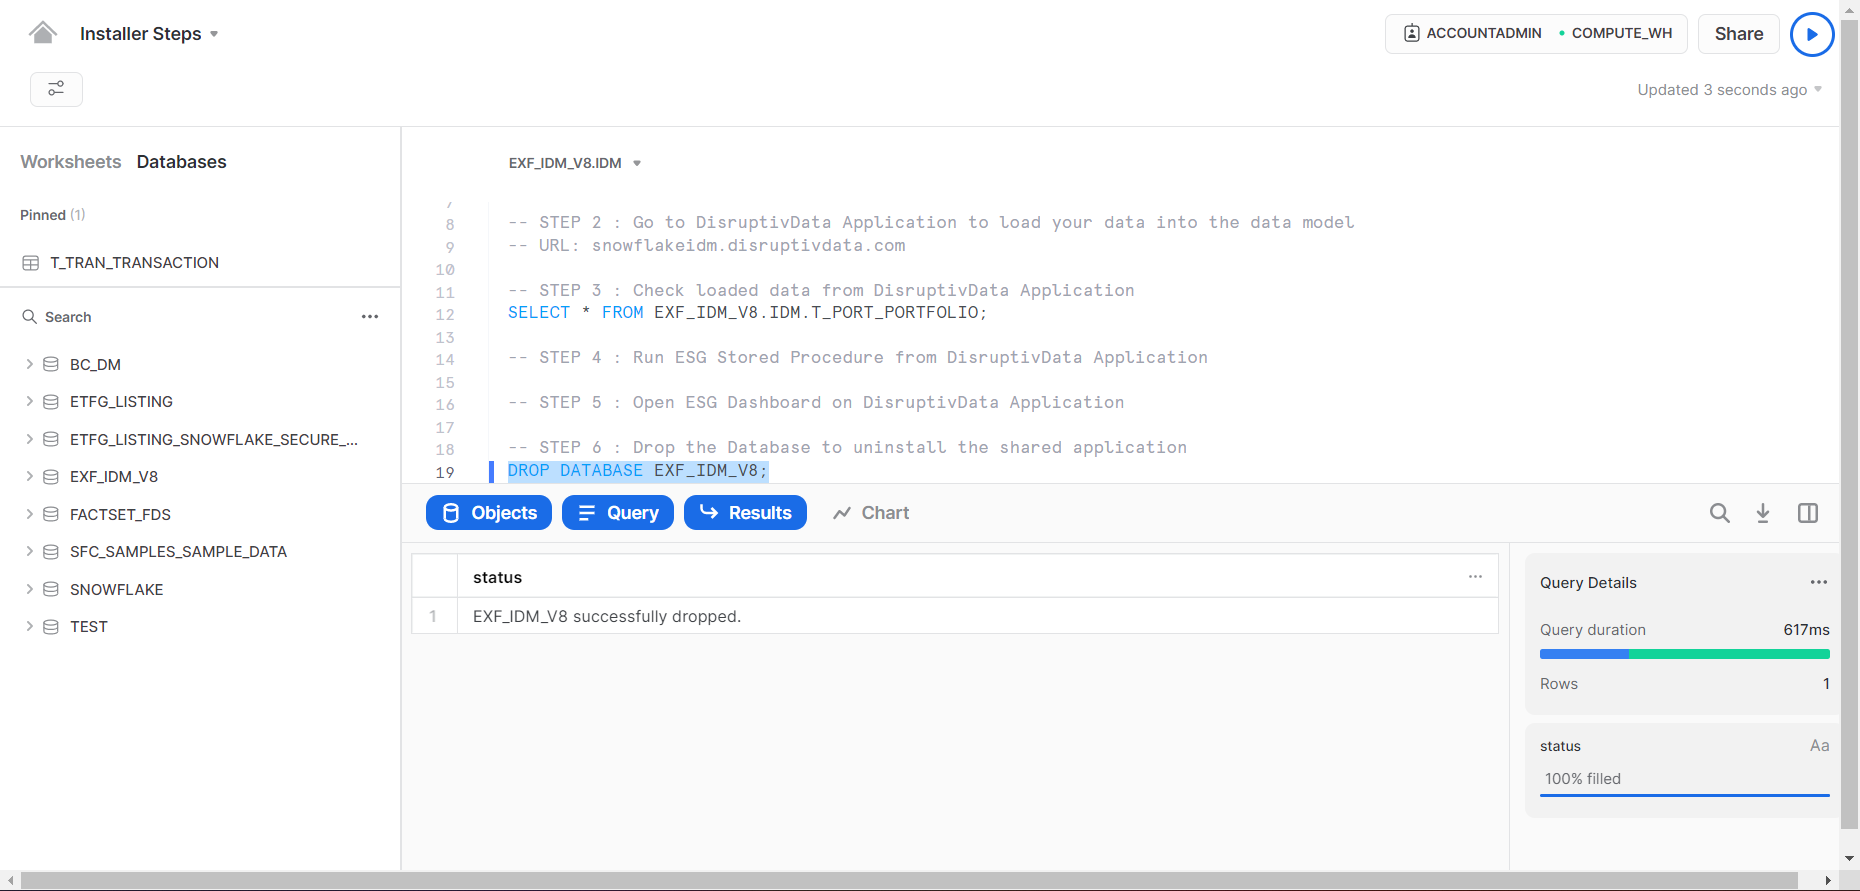 Installer Steps
ACCOUNTADMIN COMPUTE_WH
Share
Updated 3 seconds ago
Worksheets Databases
Pinned (1)
T_TRAN_TRANSACTION
Search
BC_DM
ETFG_LISTING
ETFG_LISTING_SNOWFLAKE_SECURE_...
EXF_IDM_V8
FACTSET_FDS
SFC_SAMPLES_SAMPLE_DATA
SNOWFLAKE
TEST
EXF_IDM_V8.IDM
7
8 -- STEP 2 : Go to DisruptivData Application to load your data into the data model
9 -- URL: snowflakeidm.disruptivdata.com
10
11 -- STEP 3 : Check loaded data from DisruptivData Application
12 SELECT * FROM EXF_IDM_V8.IDM.T_PORT_PORTFOLIO;
13
14 -- STEP 4 : Run ESG Stored Procedure from DisruptivData Application
15
16 -- STEP 5 : Open ESG Dashboard on DisruptivData Application
17
18 -- STEP 6 : Drop the Database to uninstall the shared application
19 DROP DATABASE EXF_IDM_V8;
Objects Query Results Chart
status
1 EXF_IDM_V8 successfully dropped.
Query Details
Query duration 617ms
Rows 1
status Aa
100% filled